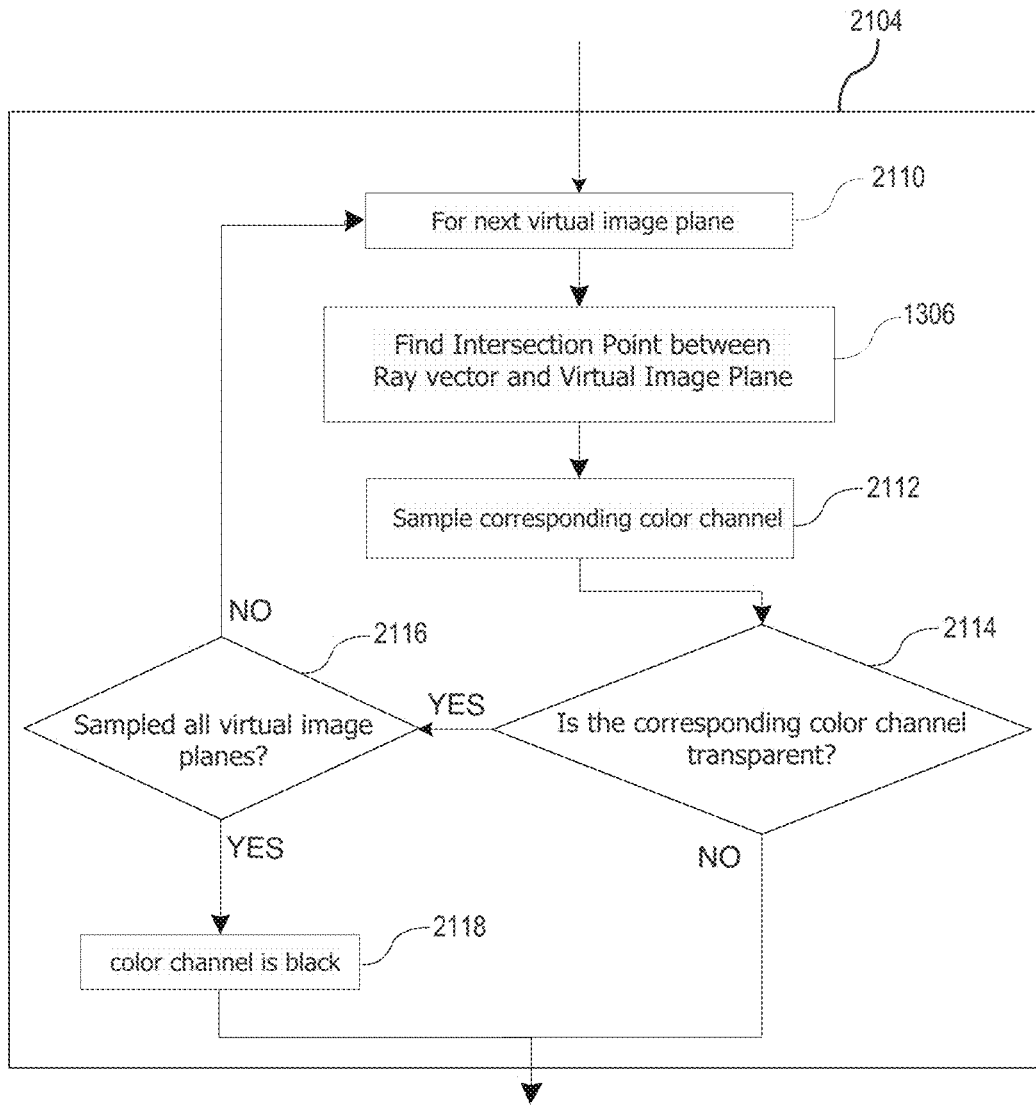 2104
2110
For next virtual image plane
1306
Find Intersection Point between
Ray vector and Virtual Image Plane
2112
Sample corresponding color channel
NO
2116
2114
YES
Sampled all virtual image
planes?
Is the corresponding color channel
transparent?
YES
NO
2118
color channel is black